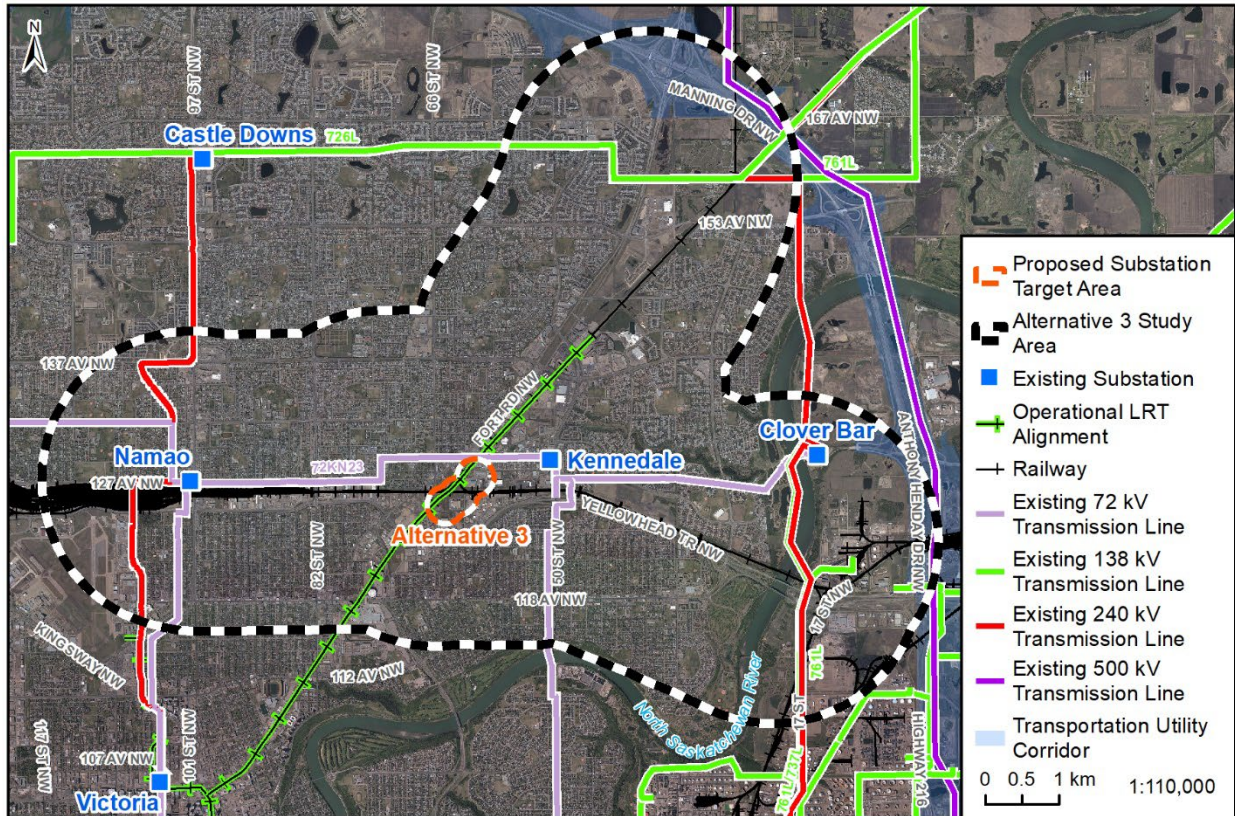 N
97 ST NW
66 ST NW
MANNING DR NW
167 AV NW
Castle Downs
726L
761L
153 AV NW
137 AV NW
FORT RD NW
ANTHONY HENDAY DR NW
Clover Bar
Namao
72KN23
Kennedale
127 AV NW
YELLOWHEAD TR NW
Alternative 3
82 ST NW
50 ST NW
118 AV NW
17 ST NW
KINGSWAY NW
112 AV NW
761L
North Saskatchewan River
17 ST
HIGHWAY 216
117 ST NW
107 AV NW
101 ST NW
761L/737L
Victoria
Proposed Substation
Target Area
Alternative 3 Study
Area
Existing Substation
Operational LRT
Alignment
Railway
Existing 72 kV
Transmission Line
Existing 138 kV
Transmission Line
Existing 240 kV
Transmission Line
Existing 500 kV
Transmission Line
Transportation Utility
Corridor
0 0.5 1 km
1:110,000